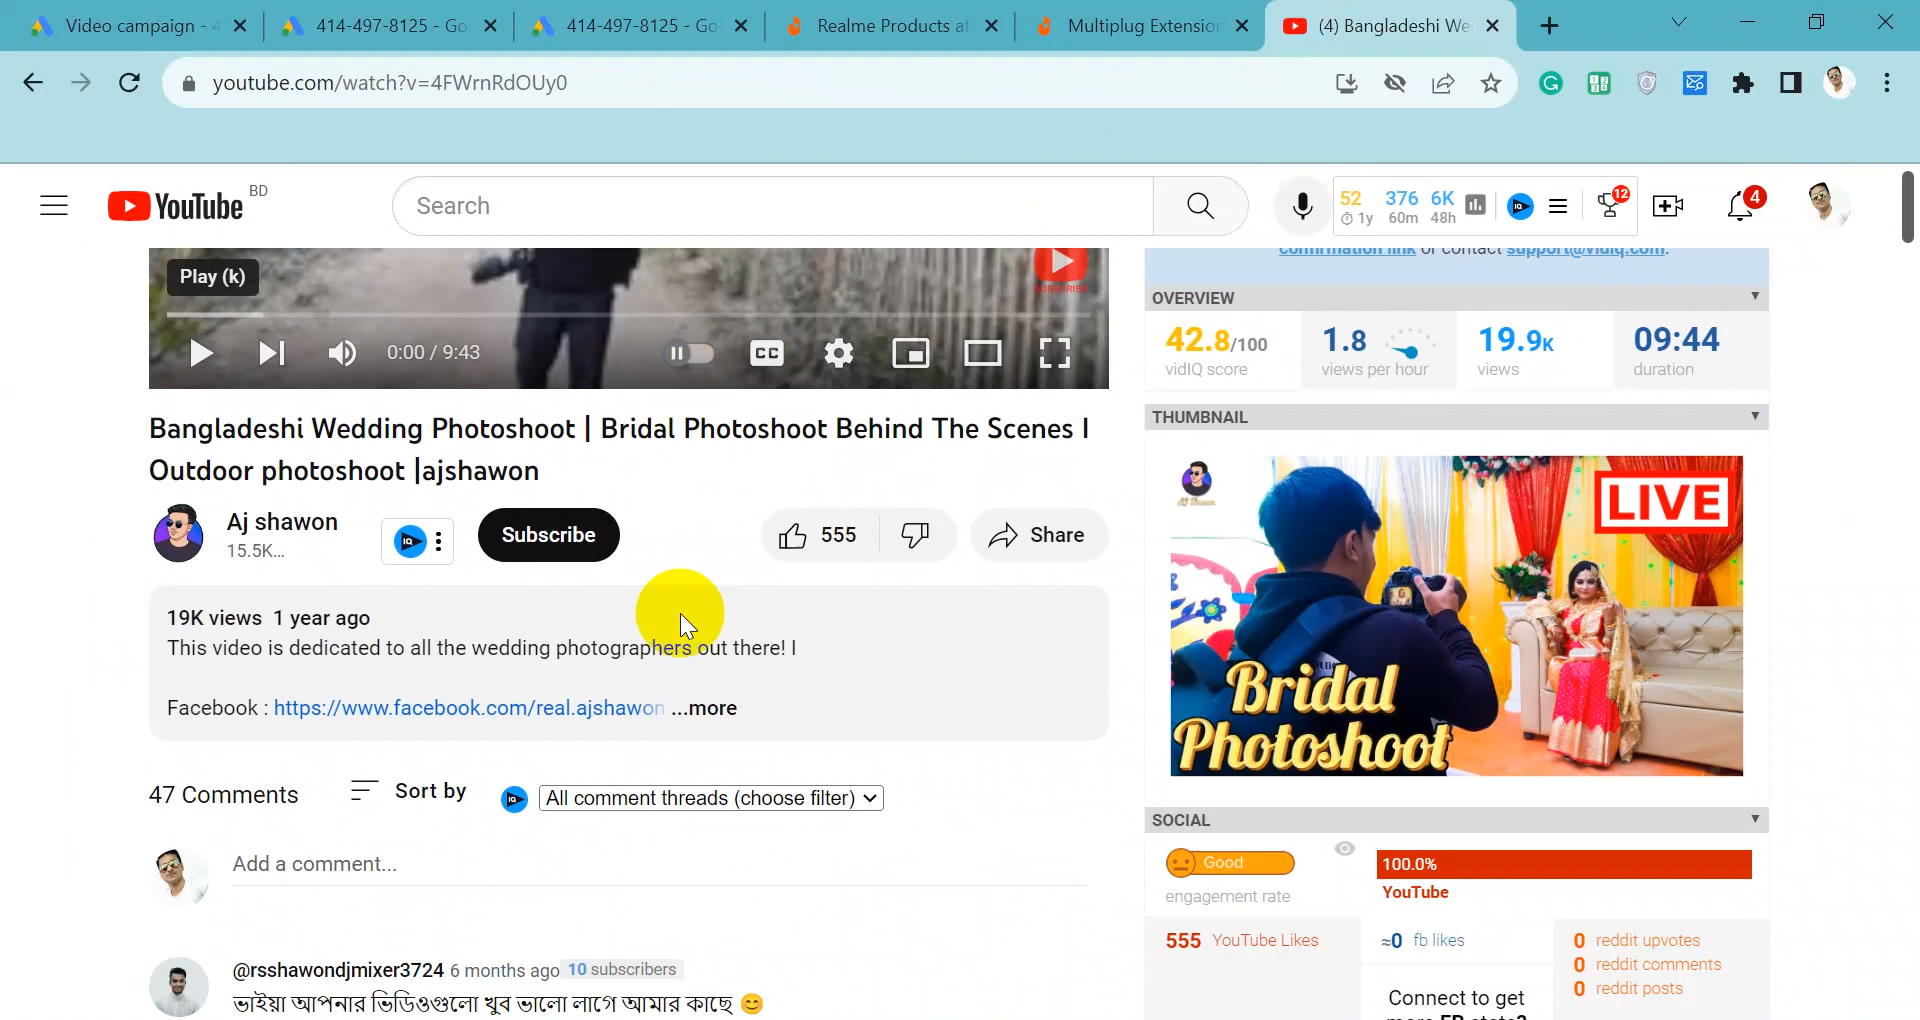 Video campaign - 4
414-497-8125 - Go
414-497-8125 - Go
Realme Products at
Multiplug Extension
(4) Bangladeshi We
youtube.com/watch?v=4FWrnRdOUy0
YouTube BD
Search
52 376 6K
1y 60m 48h
12
4
confirmation link or contact support@vidiq.com.
Play (k)
SUBSCRIBE
0:00 / 9:43
CC
OVERVIEW
42.8/100 1.8 19.9K 09:44
vidIQ score views per hour views duration
THUMBNAIL
Bangladeshi Wedding Photoshoot | Bridal Photoshoot Behind The Scenes I
Outdoor photoshoot |ajshawon
Aj shawon
15.5K...
IQ
Subscribe
555
Share
LIVE
Bridal
Photoshoot
19K views 1 year ago
This video is dedicated to all the wedding photographers out there! I
Facebook : https://www.facebook.com/real.ajshawon ...more
47 Comments
Sort by
All comment threads (choose filter)
Add a comment...
SOCIAL
Good
engagement rate
100.0%
YouTube
555 YouTube Likes
≈0 fb likes
0 reddit upvotes
0 reddit comments
0 reddit posts
Connect to get
@rsshawondjmixer3724 6 months ago 10 subscribers
ভাইয়া আপনার ভিডিওগুলো খুব ভালো লাগে আমার কাছে 😊